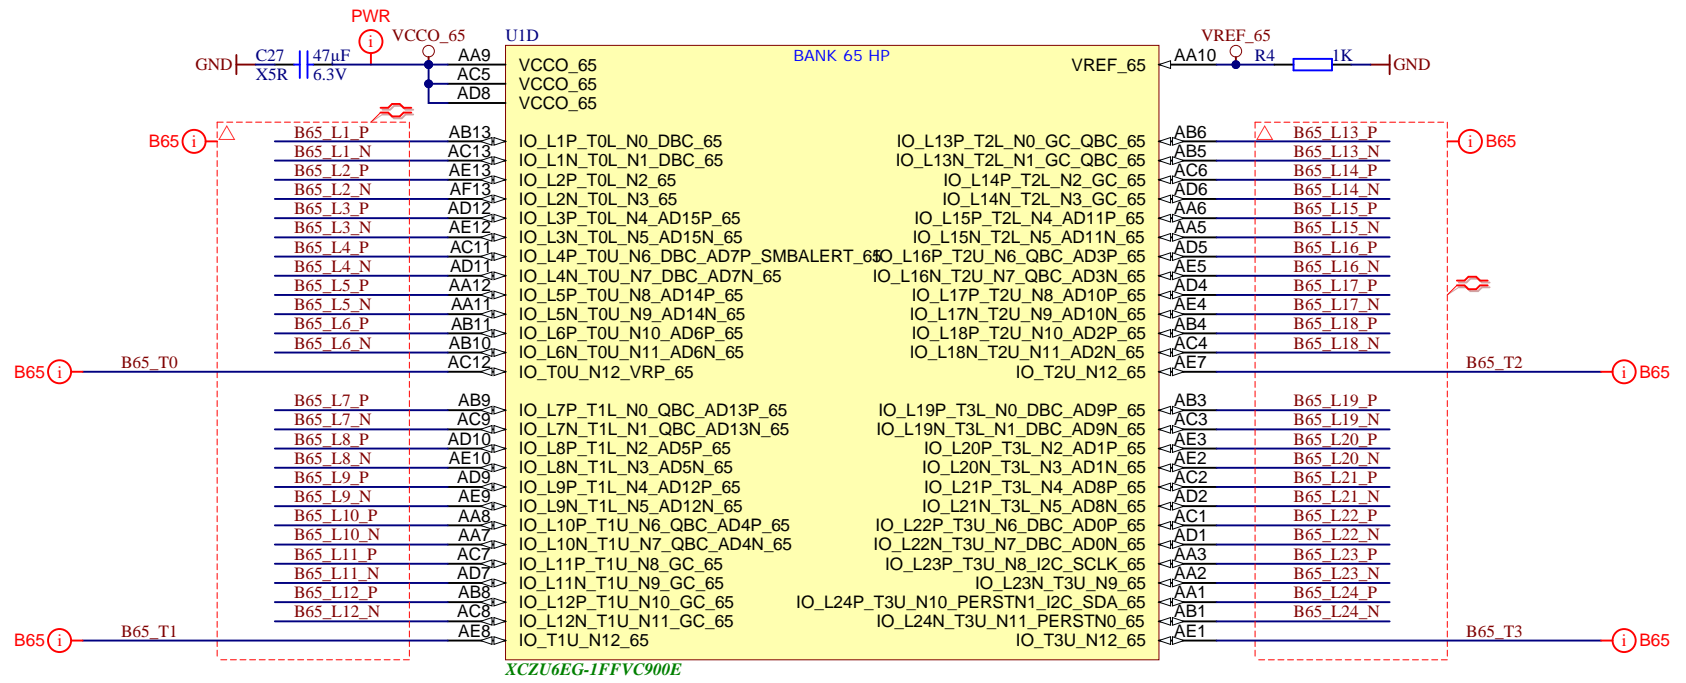 PWR
VCCO_65
U1D
VREF_65
GND
C27
47µF
X5R
6.3V
AA9
AC5
AD8
VCCO_65
VCCO_65
VCCO_65
BANK 65 HP
VREF_65
AA10
R4
1K
GND
B65
B65_L1_P AB13 IO_L1P_T0L_N0_DBC_65
B65_L1_N AC13 IO_L1N_T0L_N1_DBC_65
B65_L2_P AE13 IO_L2P_T0L_N2_65
B65_L2_N AF13 IO_L2N_T0L_N3_65
B65_L3_P AD12 IO_L3P_T0L_N4_AD15P_65
B65_L3_N AE12 IO_L3N_T0L_N5_AD15N_65
B65_L4_P AC11 IO_L4P_T0U_N6_DBC_AD7P_SMBALERT_65
B65_L4_N AD11 IO_L4N_T0U_N7_DBC_AD7N_65
B65_L5_P AA12 IO_L5P_T0U_N8_AD14P_65
B65_L5_N AA11 IO_L5N_T0U_N9_AD14N_65
B65_L6_P AB11 IO_L6P_T0U_N10_AD6P_65
B65_L6_N AB10 IO_L6N_T0U_N11_AD6N_65
B65 B65_T0 AC12 IO_T0U_N12_VRP_65
B65_L7_P AB9 IO_L7P_T1L_N0_QBC_AD13P_65
B65_L7_N AC9 IO_L7N_T1L_N1_QBC_AD13N_65
B65_L8_P AD10 IO_L8P_T1L_N2_AD5P_65
B65_L8_N AE10 IO_L8N_T1L_N3_AD5N_65
B65_L9_P AD9 IO_L9P_T1L_N4_AD12P_65
B65_L9_N AE9 IO_L9N_T1L_N5_AD12N_65
B65_L10_P AA8 IO_L10P_T1U_N6_QBC_AD4P_65
B65_L10_N AA7 IO_L10N_T1U_N7_QBC_AD4N_65
B65_L11_P AC7 IO_L11P_T1U_N8_GC_65
B65_L11_N AD7 IO_L11N_T1U_N9_GC_65
B65_L12_P AB8 IO_L12P_T1U_N10_GC_65
B65_L12_N AC8 IO_L12N_T1U_N11_GC_65
B65 B65_T1 AE8 IO_T1U_N12_65
IO_L13P_T2L_N0_GC_QBC_65 AB6 B65_L13_P
B65
IO_L13N_T2L_N1_GC_QBC_65 AB5 B65_L13_N
IO_L14P_T2L_N2_GC_65 AC6 B65_L14_P
IO_L14N_T2L_N3_GC_65 AD6 B65_L14_N
IO_L15P_T2L_N4_AD11P_65 AA6 B65_L15_P
IO_L15N_T2L_N5_AD11N_65 AA5 B65_L15_N
IO_L16P_T2U_N6_QBC_AD3P_65 AD5 B65_L16_P
IO_L16N_T2U_N7_QBC_AD3N_65 AE5 B65_L16_N
IO_L17P_T2U_N8_AD10P_65 AD4 B65_L17_P
IO_L17N_T2U_N9_AD10N_65 AE4 B65_L17_N
IO_L18P_T2U_N10_AD2P_65 AB4 B65_L18_P
IO_L18N_T2U_N11_AD2N_65 AC4 B65_L18_N
IO_T2U_N12_65 AE7 B65_T2 B65
IO_L19P_T3L_N0_DBC_AD9P_65 AB3 B65_L19_P
IO_L19N_T3L_N1_DBC_AD9N_65 AC3 B65_L19_N
IO_L20P_T3L_N2_AD1P_65 AE3 B65_L20_P
IO_L20N_T3L_N3_AD1N_65 AE2 B65_L20_N
IO_L21P_T3L_N4_AD8P_65 AC2 B65_L21_P
IO_L21N_T3L_N5_AD8N_65 AD2 B65_L21_N
IO_L22P_T3U_N6_DBC_AD0P_65 AC1 B65_L22_P
IO_L22N_T3U_N7_DBC_AD0N_65 AD1 B65_L22_N
IO_L23P_T3U_N8_I2C_SCLK_65 AA3 B65_L23_P
IO_L23N_T3U_N9_65 AA2 B65_L23_N
IO_L24P_T3U_N10_PERSTN1_I2C_SDA_65 AA1 B65_L24_P
IO_L24N_T3U_N11_PERSTN0_65 AB1 B65_L24_N
IO_T3U_N12_65 AE1 B65_T3 B65
XCZU6EG-1FFVC900E